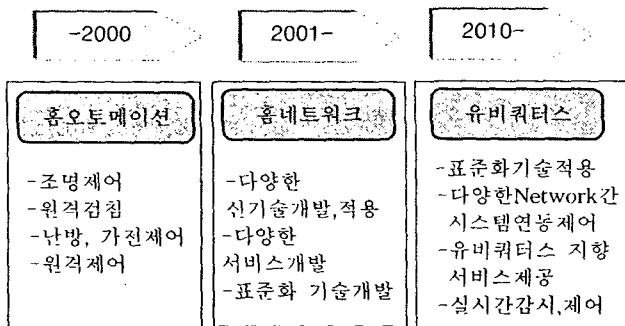 -2000
2001-
2010-
홈오토메이션
-조명제어
-원격검침
-난방, 가전제어
-원격제어
홈네트워크
-다양한
신기술개발,적용
-다양한
서비스개발
-표준화 기술개발
유비쿼터스
-표준화기술적용
-다양한Network간
시스템연동제어
-유비쿼터스 지향
서비스제공
-실시간감시,제어